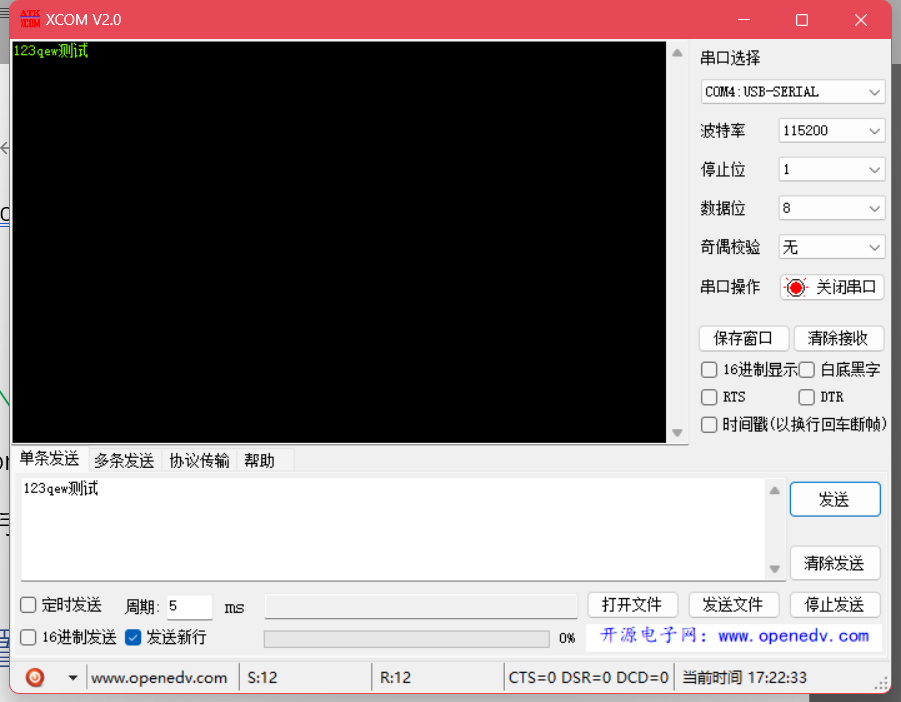 ATK
XCOM
XCOM V2.0
123qew测试
串口选择
COM4:USB-SERIAL
波特率 115200
停止位 1
数据位 8
奇偶校验 无
串口操作 关闭串口
保存窗口 清除接收
16进制显示 白底黑字
RTS DTR
时间戳(以换行回车断帧)
单条发送 多条发送 协议传输 帮助
123qew测试
发送
清除发送
定时发送 周期: 5 ms 打开文件 发送文件 停止发送
16进制发送 发送新行 0% 开源电子网：www.openedv.com
www.openedv.com S:12 R:12 CTS=0 DSR=0 DCD=0 当前时间 17:22:33